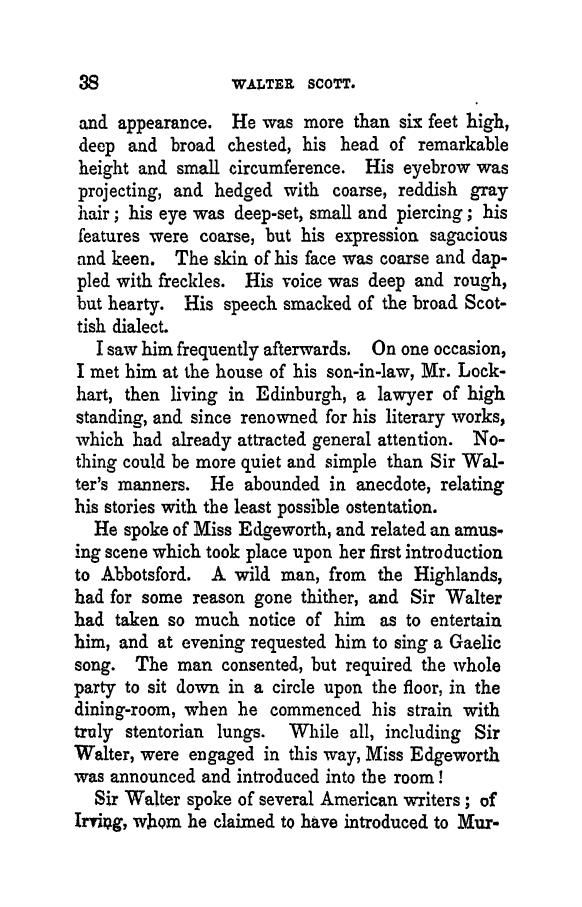 38 WALTER SCOTT.
and appearance. He was more than six feet high,
deep and broad chested, his head of remarkable
height and small circumference. His eyebrow was
projecting, and hedged with coarse, reddish gray
hair; his eye was deep-set, small and piercing; his
features were coarse, but his expression sagacious
and keen. The skin of his face was coarse and dap-
pled with freckles. His voice was deep and rough,
but hearty. His speech smacked of the broad Scot-
tish dialect.
I saw him frequently afterwards. On one occasion,
I met him at the house of his son-in-law, Mr. Lock-
hart, then living in Edinburgh, a lawyer of high
standing, and since renowned for his literary works,
which had already attracted general attention. No-
thing could be more quiet and simple than Sir Wal-
ter's manners. He abounded in anecdote, relating
his stories with the least possible ostentation.
He spoke of Miss Edgeworth, and related an amus-
ing scene which took place upon her first introduction
to Abbotsford. A wild man, from the Highlands,
had for some reason gone thither, and Sir Walter
had taken so much notice of him as to entertain
him, and at evening requested him to sing a Gaelic
song. The man consented, but required the whole
party to sit down in a circle upon the floor, in the
dining-room, when he commenced his strain with
truly stentorian lungs. While all, including Sir
Walter, were engaged in this way, Miss Edgeworth
was announced and introduced into the room!
Sir Walter spoke of several American writers; of
Irving, whom he claimed to have introduced to Mur-